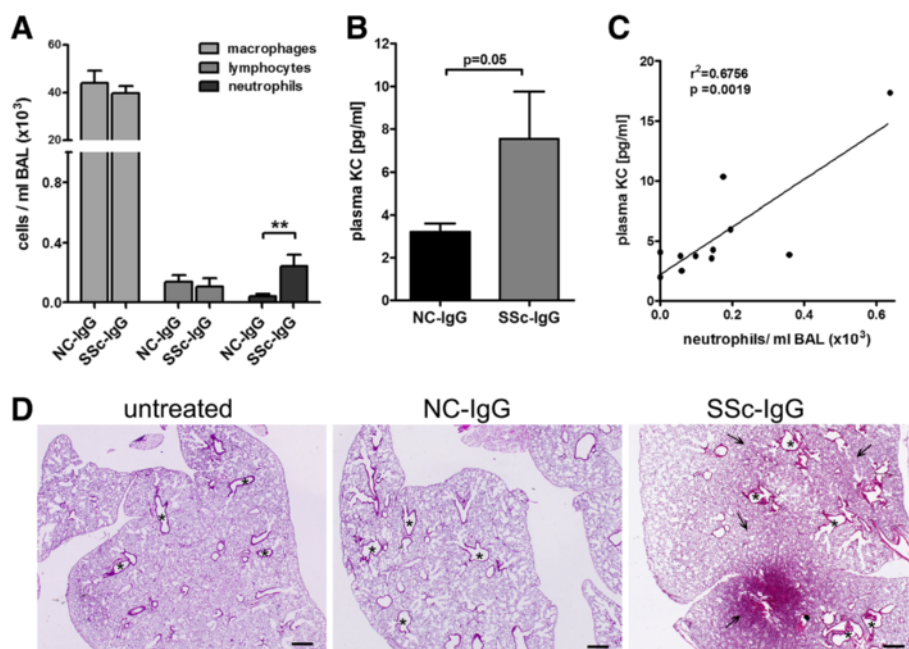 A
macrophages
lymphocytes
neutrophils
cells / ml BAL (x10³)
60
40
20
0.8
0.4
0.0
**
NC-IgG
SSc-IgG
NC-IgG
SSc-IgG
NC-IgG
SSc-IgG
B
p=0.05
plasma KC [pg/ml]
12
10
8
6
4
2
0
NC-IgG
SSc-IgG
C
r²=0.6756
p =0.0019
plasma KC [pg/ml]
20
15
10
5
0
0.0
0.2
0.4
0.6
0.8
neutrophils/ ml BAL (x10³)
D
untreated
NC-IgG
SSc-IgG
*
*
*
*
*
*
*
*
*
*
*
*
*
*